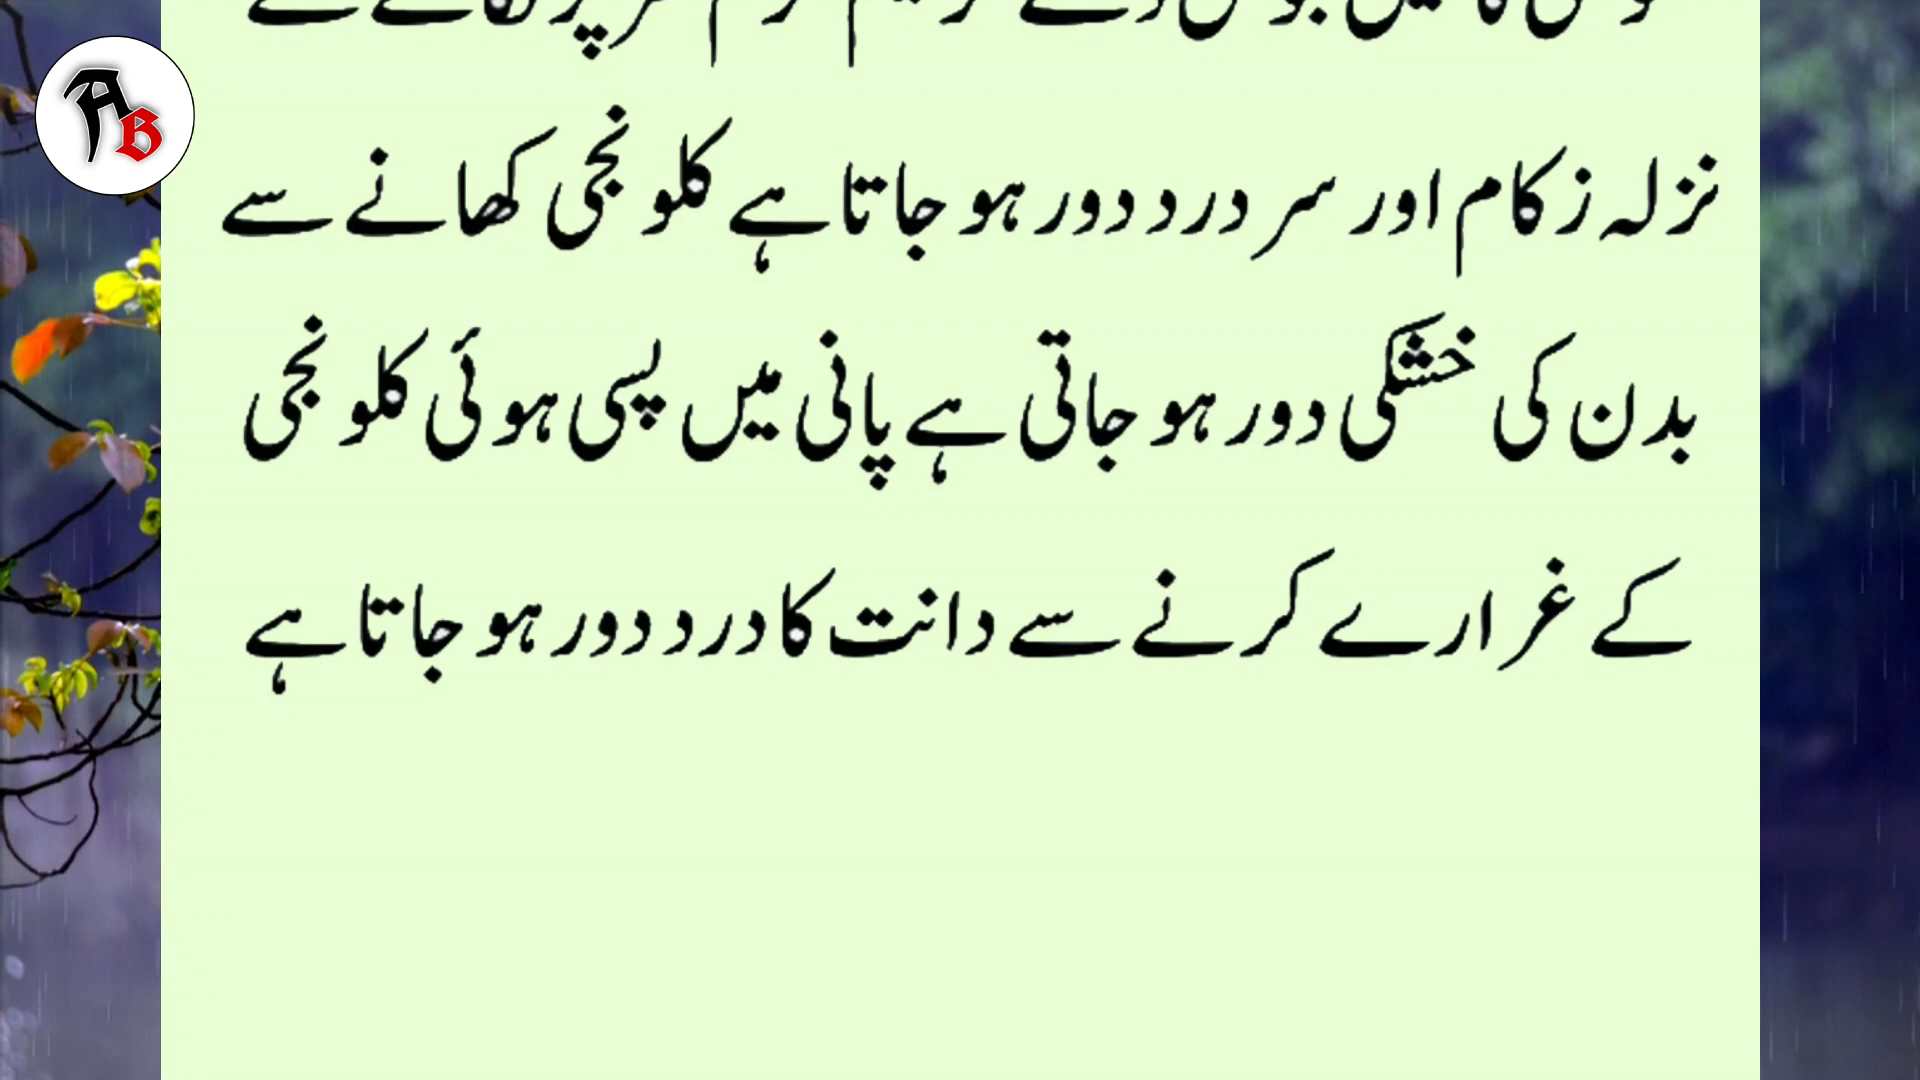 نزلہ زکام اور سر درد دور ہو جاتا ہے کلونجی کھانے سے
بدن کی خشکی دور ہو جاتی ہے پانی میں پسی ہوئی کلونجی
کے غرارے کرنے سے دانت کا درد دور ہو جاتا ہے
AB